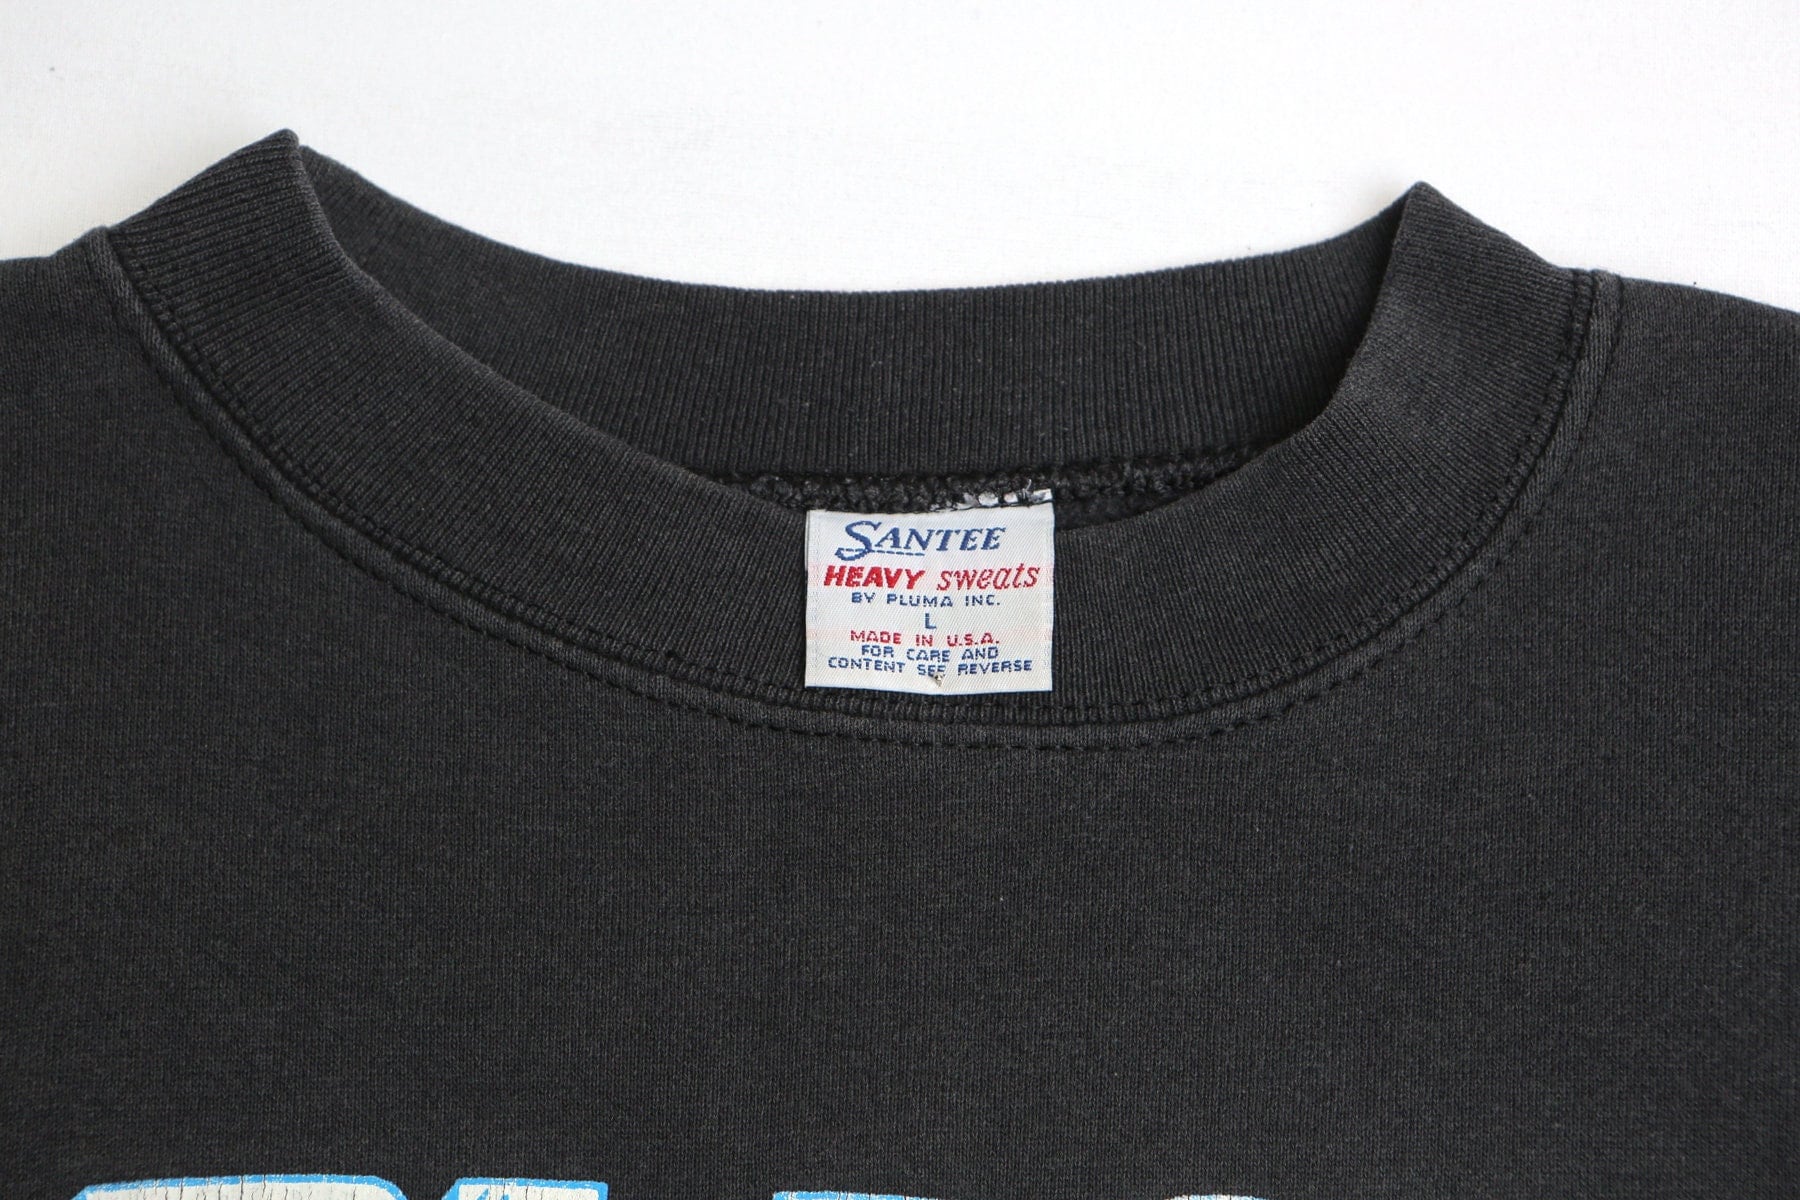 SANTEE
HEAVY sweats
BY PLUMA INC.
L
MADE IN U.S.A.
FOR CARE AND
CONTENT SEE REVERSE